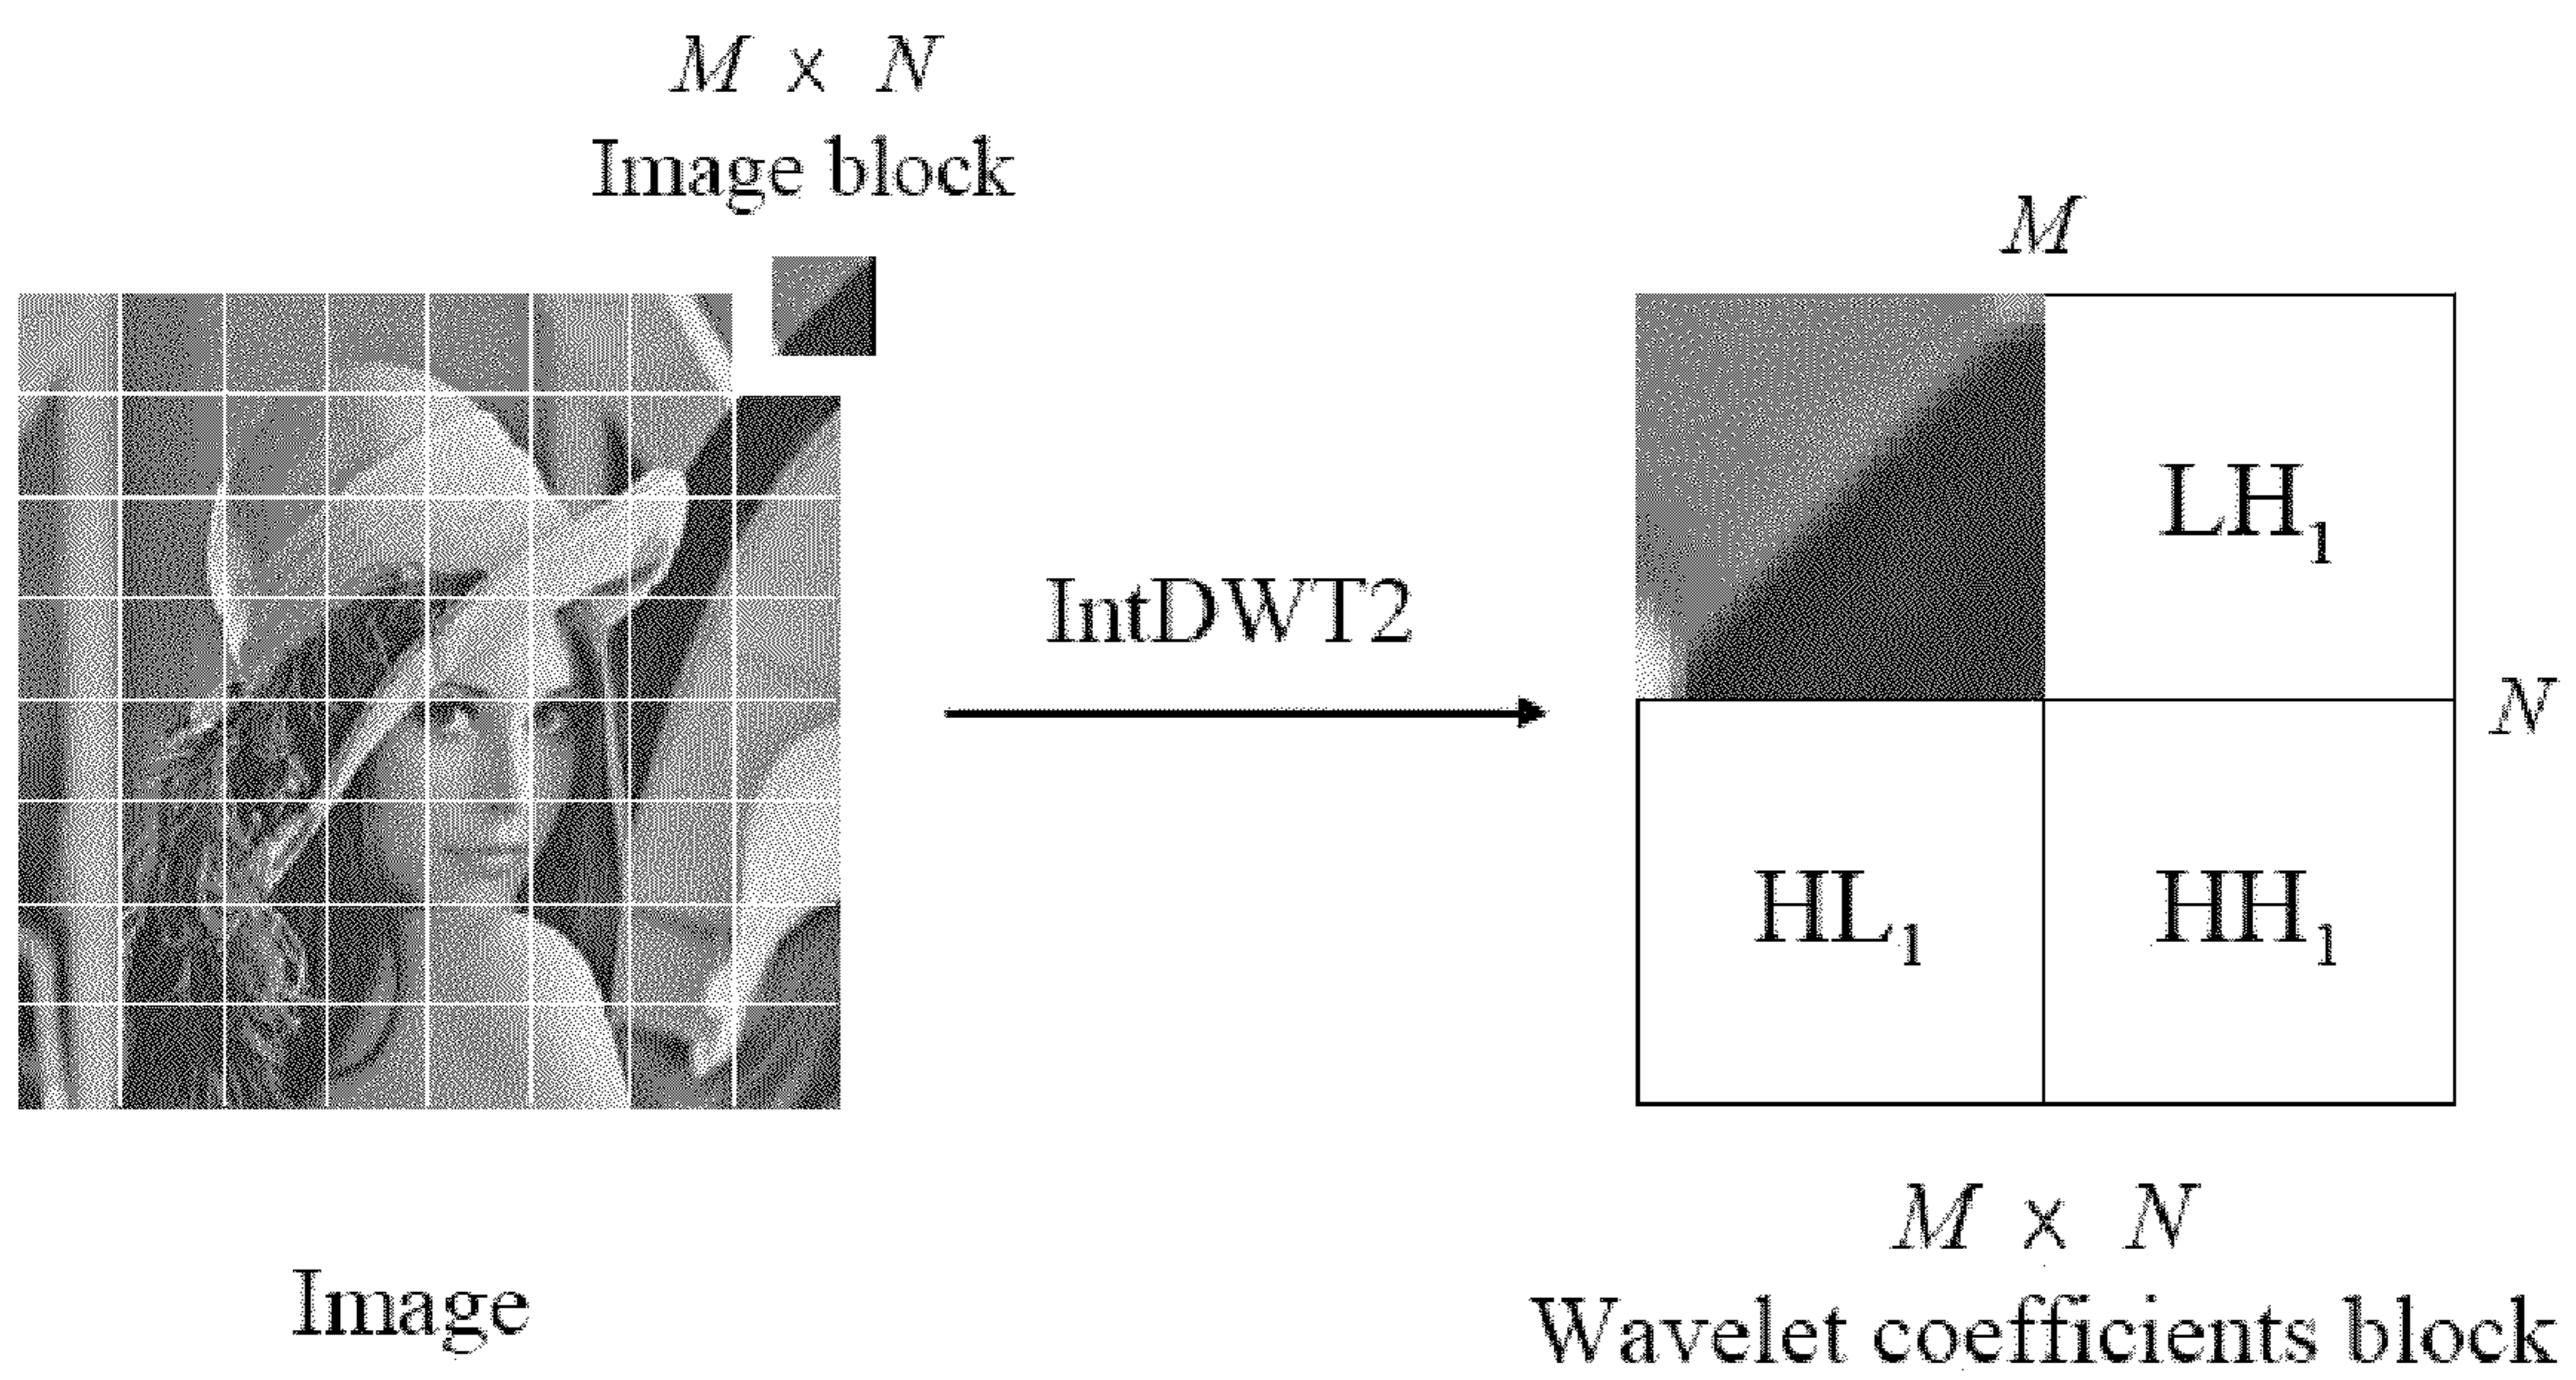 M × N
Image block
M
LH₁
IntDWT2
N
HL₁
HH₁
M × N
Wavelet coefficients block
Image